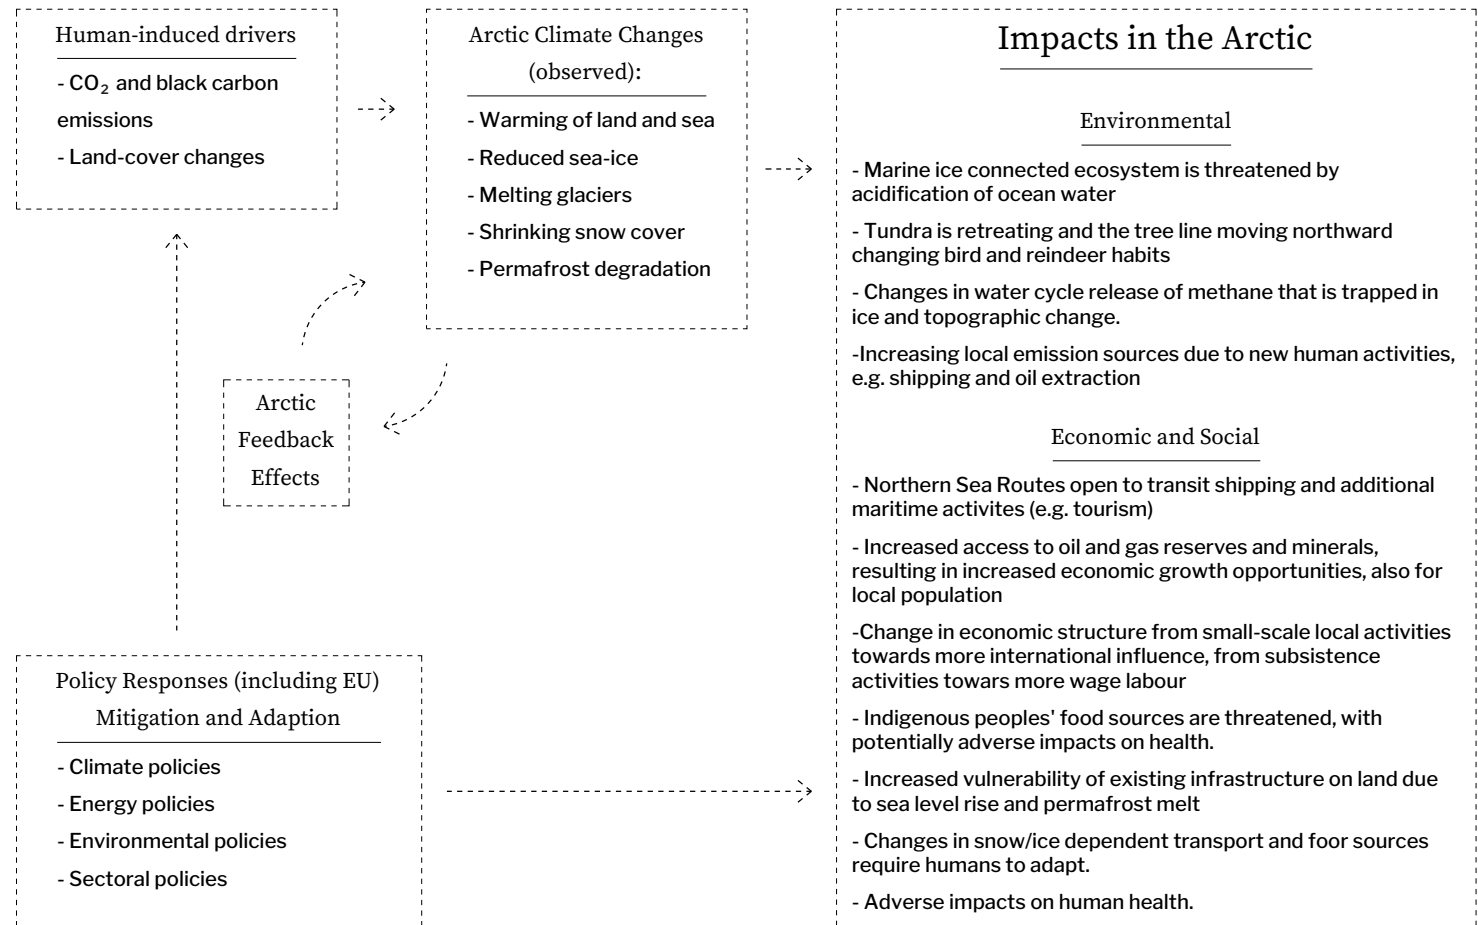 Human-induced drivers
- CO₂ and black carbon
emissions
- Land-cover changes
Arctic Climate Changes
(observed):
- Warming of land and sea
- Reduced sea-ice
- Melting glaciers
- Shrinking snow cover
- Permafrost degradation
Arctic
Feedback
Effects
Policy Responses (including EU)
Mitigation and Adaption
- Climate policies
- Energy policies
- Environmental policies
- Sectoral policies
Impacts in the Arctic
Environmental
- Marine ice connected ecosystem is threatened by
acidification of ocean water
- Tundra is retreating and the tree line moving northward
changing bird and reindeer habits
- Changes in water cycle release of methane that is trapped in
ice and topographic change.
-Increasing local emission sources due to new human activities,
e.g. shipping and oil extraction
Economic and Social
- Northern Sea Routes open to transit shipping and additional
maritime activites (e.g. tourism)
- Increased access to oil and gas reserves and minerals,
resulting in increased economic growth opportunities, also for
local population
-Change in economic structure from small-scale local activities
towards more international influence, from subsistence
activities towars more wage labour
- Indigenous peoples' food sources are threatened, with
potentially adverse impacts on health.
- Increased vulnerability of existing infrastructure on land due
to sea level rise and permafrost melt
- Changes in snow/ice dependent transport and foor sources
require humans to adapt.
- Adverse impacts on human health.